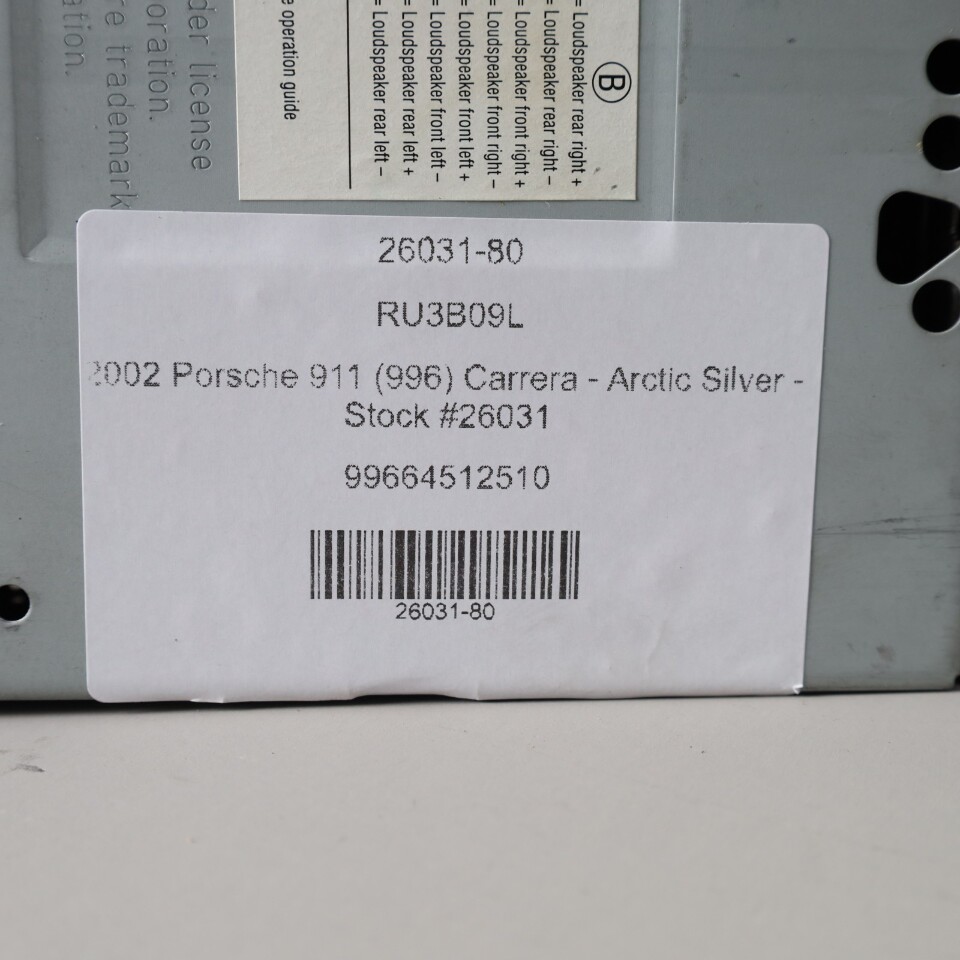 der license
oration.
re trademark
ation.
operation guide
B
= Loudspeaker rear right +
= Loudspeaker rear right –
= Loudspeaker front right +
= Loudspeaker front right –
= Loudspeaker front left +
= Loudspeaker front left –
= Loudspeaker rear left +
= Loudspeaker rear left –
26031-80
RU3B09L
2002 Porsche 911 (996) Carrera - Arctic Silver -
Stock #26031
99664512510
26031-80